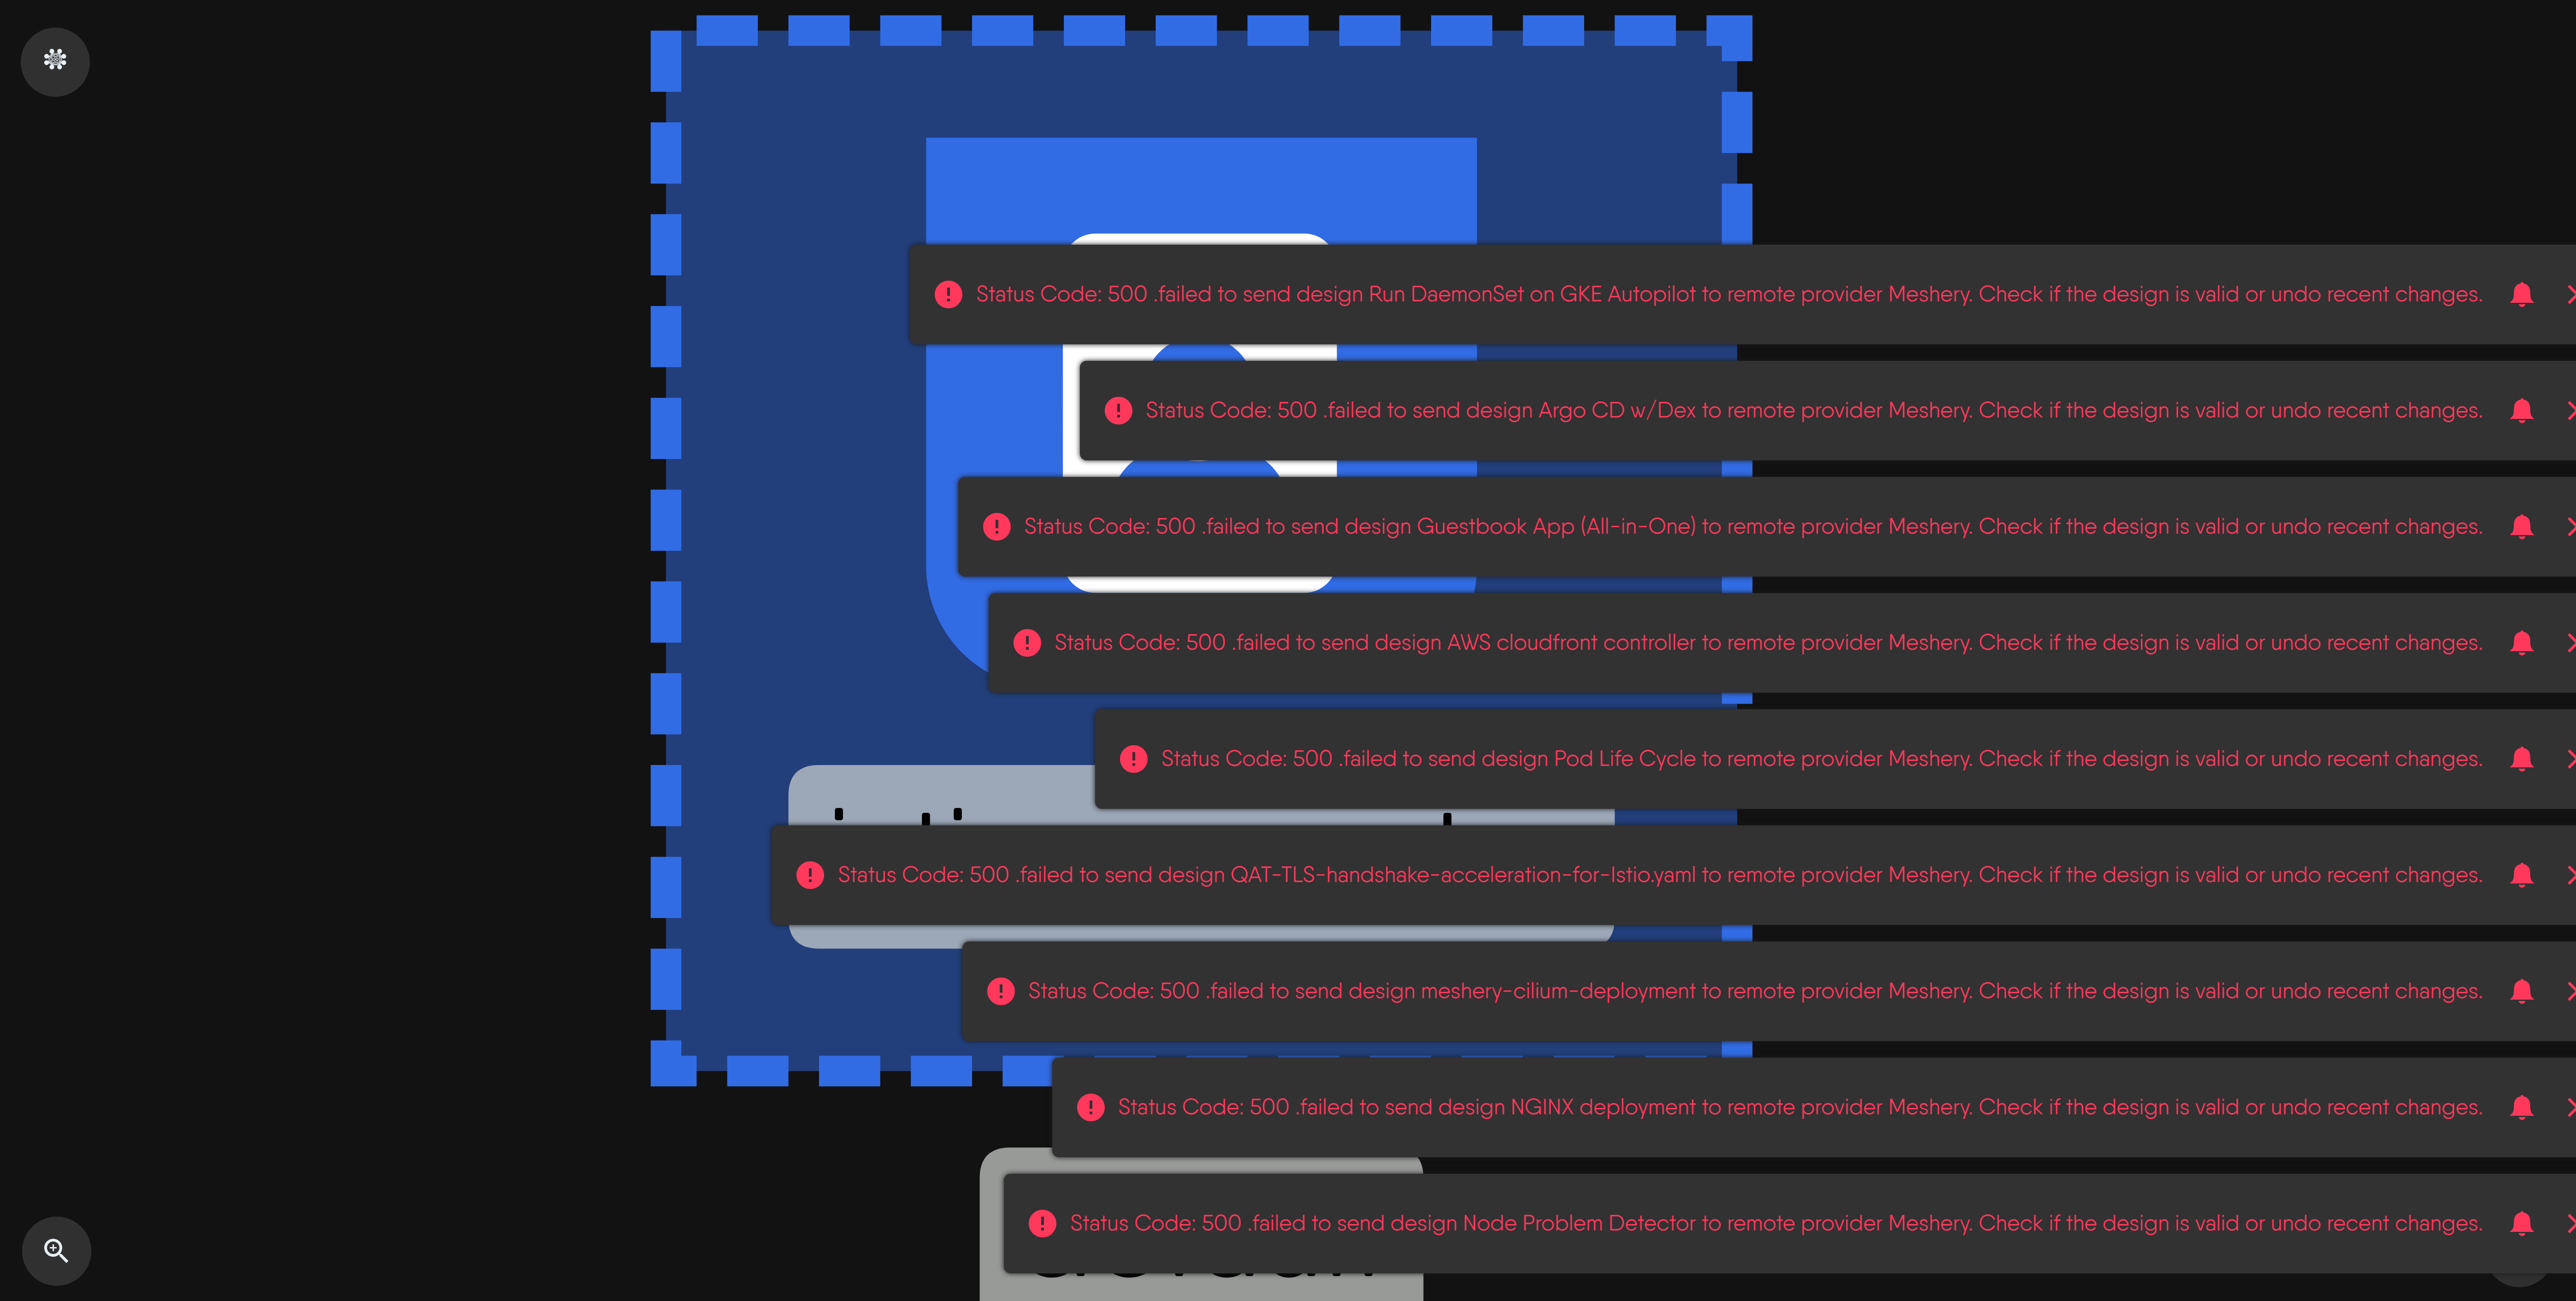 Status Code: 500 .failed to send design Run DaemonSet on GKE Autopilot to remote provider Meshery. Check if the design is valid or undo recent changes.
Status Code: 500 .failed to send design Argo CD w/Dex to remote provider Meshery. Check if the design is valid or undo recent changes.
Status Code: 500 .failed to send design Guestbook App (All-in-One) to remote provider Meshery. Check if the design is valid or undo recent changes.
Status Code: 500 .failed to send design AWS cloudfront controller to remote provider Meshery. Check if the design is valid or undo recent changes.
Status Code: 500 .failed to send design Pod Life Cycle to remote provider Meshery. Check if the design is valid or undo recent changes.
Status Code: 500 .failed to send design QAT-TLS-handshake-acceleration-for-Istio.yaml to remote provider Meshery. Check if the design is valid or undo recent changes.
Status Code: 500 .failed to send design meshery-cilium-deployment to remote provider Meshery. Check if the design is valid or undo recent changes.
Status Code: 500 .failed to send design NGINX deployment to remote provider Meshery. Check if the design is valid or undo recent changes.
Status Code: 500 .failed to send design Node Problem Detector to remote provider Meshery. Check if the design is valid or undo recent changes.